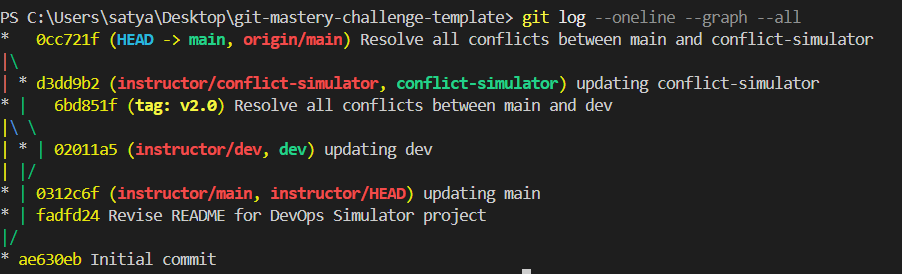 PS C:\Users\satya\Desktop\git-mastery-challenge-template> git log --oneline --graph --all
*   0cc721f (HEAD -> main, origin/main) Resolve all conflicts between main and conflict-simulator
|\
| * d3dd9b2 (instructor/conflict-simulator, conflict-simulator) updating conflict-simulator
* |   6bd851f (tag: v2.0) Resolve all conflicts between main and dev
|\ \
| * | 02011a5 (instructor/dev, dev) updating dev
| |/
* | 0312c6f (instructor/main, instructor/HEAD) updating main
* | fadfd24 Revise README for DevOps Simulator project
|/
* ae630eb Initial commit